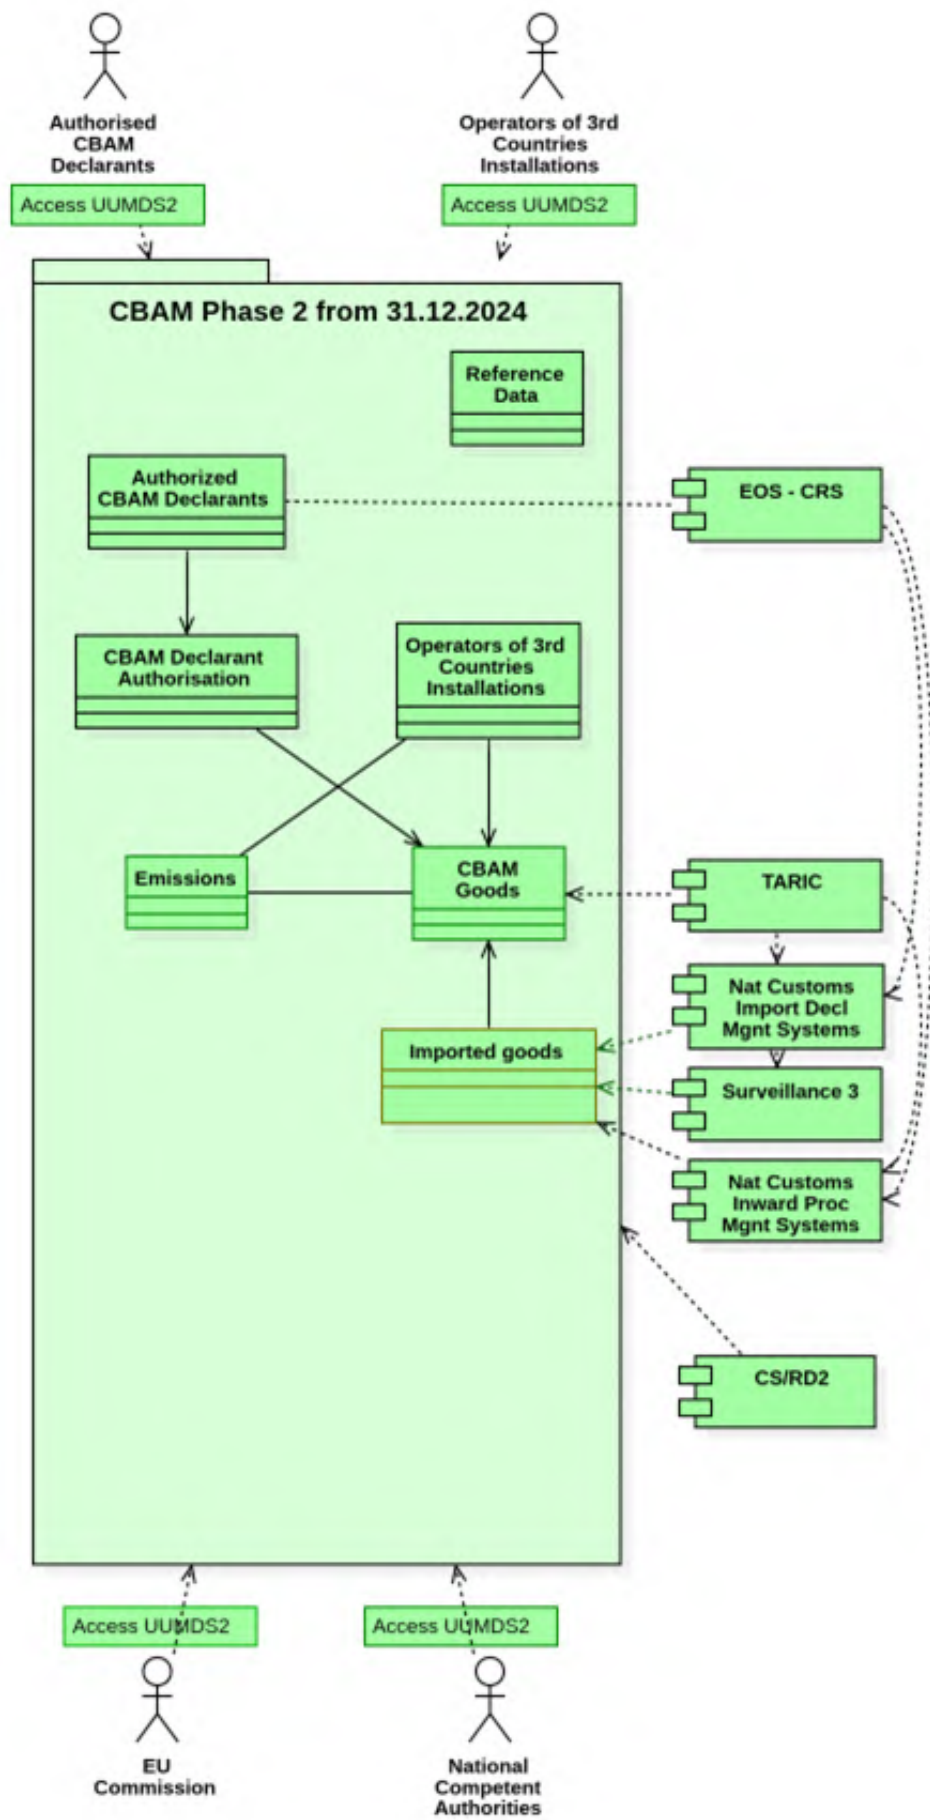 Authorised
CBAM
Declarants
Operators of 3rd
Countries
Installations
Access UUMDS2
Access UUMDS2
CBAM Phase 2 from 31.12.2024
Reference
Data
Authorized
CBAM Declarants
EOS - CRS
CBAM Declarant
Authorisation
Operators of 3rd
Countries
Installations
Emissions
CBAM
Goods
TARIC
Nat Customs
Import Decl
Mgnt Systems
Imported goods
Surveillance 3
Nat Customs
Inward Proc
Mgnt Systems
CS/RD2
Access UUMDS2
Access UUMDS2
EU
Commission
National
Competent
Authorities